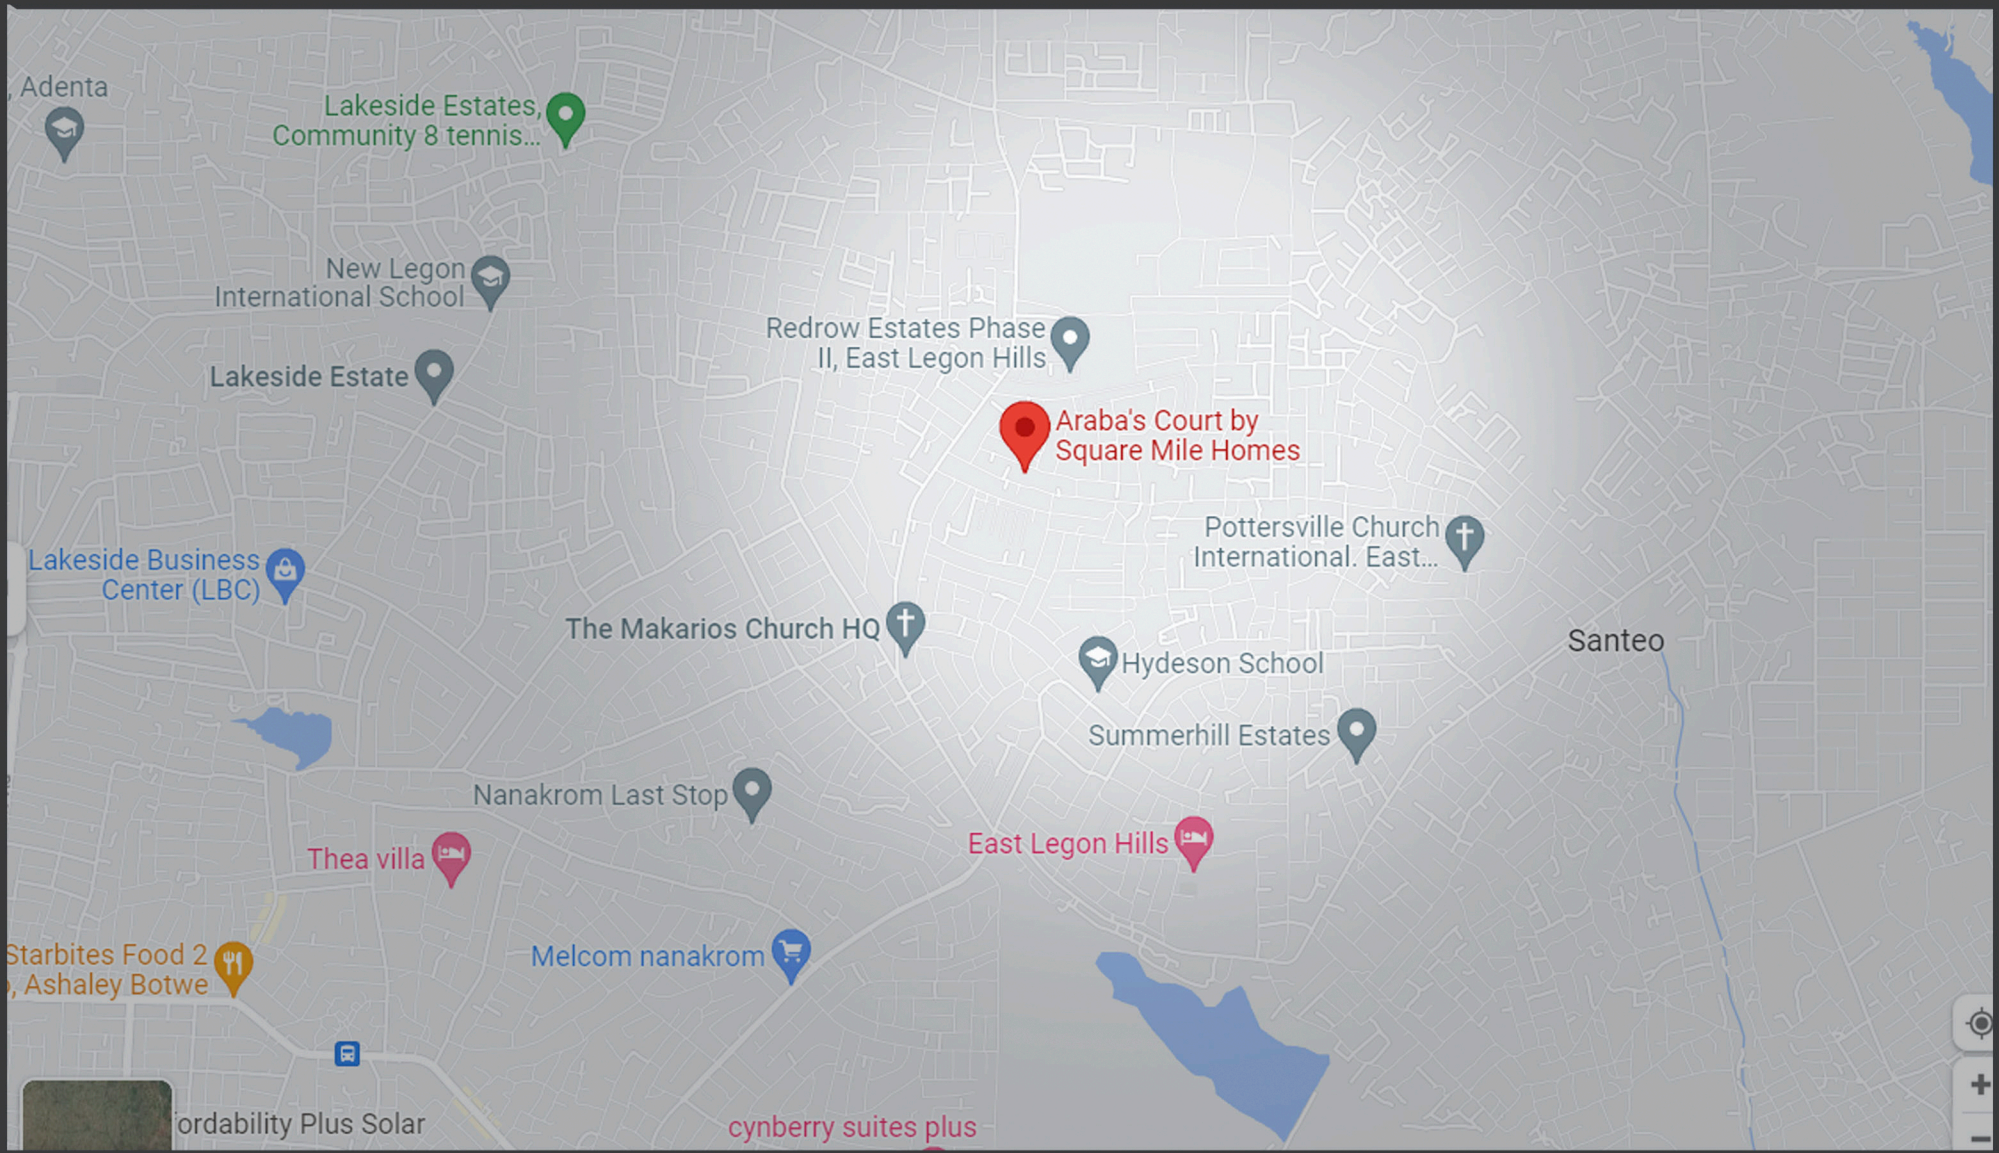 , Adenta
Lakeside Estates,
Community 8 tennis...
New Legon
International School
Redrow Estates Phase
II, East Legon Hills
Lakeside Estate
Araba's Court by
Square Mile Homes
Pottersville Church
International. East...
Lakeside Business
Center (LBC)
The Makarios Church HQ
Santeo
Hydeson School
Summerhill Estates
Nanakrom Last Stop
East Legon Hills
Thea villa
Starbites Food 2
, Ashaley Botwe
Melcom nanakrom
ordability Plus Solar
cynberry suites plus